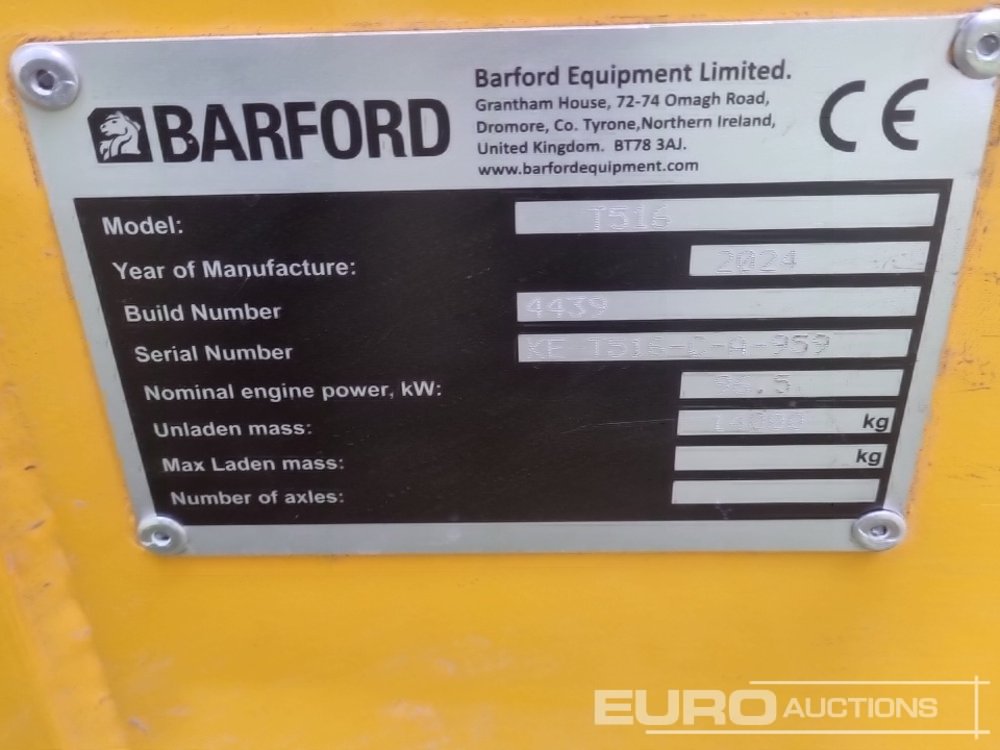 BARFORD
Barford Equipment Limited.
Grantham House, 72-74 Omagh Road,
Dromore, Co. Tyrone,Northern Ireland,
United Kingdom. BT78 3AJ.
www.barfordequipment.com
CE
Model: T516
Year of Manufacture: 2024
Build Number 4439
Serial Number
Nominal engine power, kW:
Unladen mass: kg
Max Laden mass: kg
Number of axles:
EURO AUCTIONS